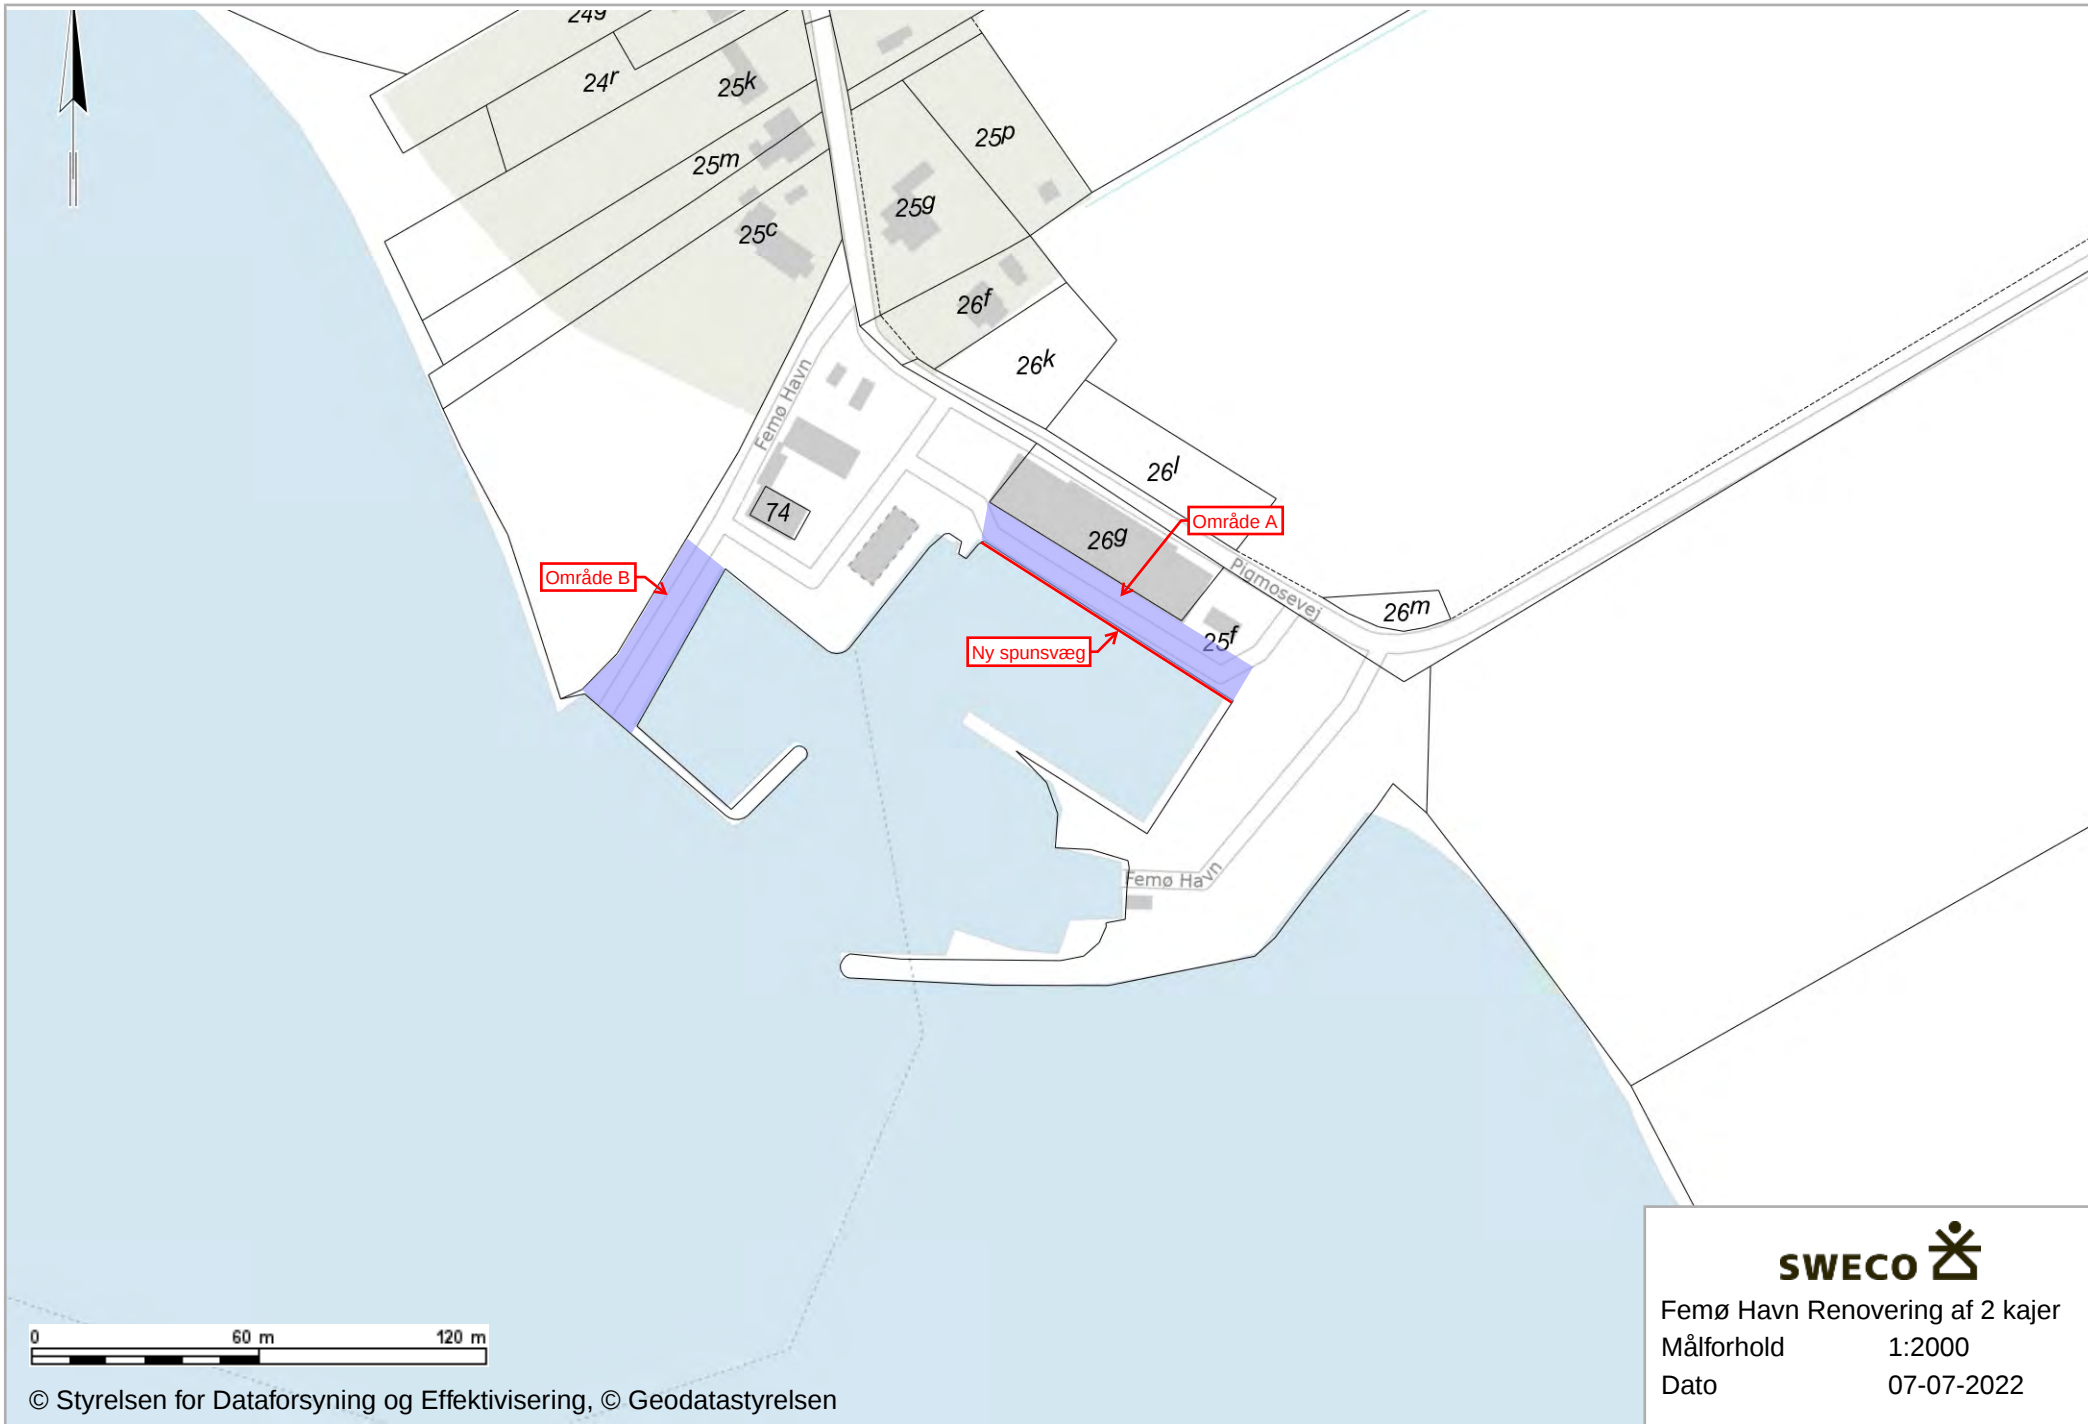 24g
24r
25k
25m
25p
25g
25c
26f
26k
Femø Havn
26l
74
26g
Område A
Område B
Pigmosevej
26m
25f
Ny spunsvæg
Femø Havn
SWECO
Femø Havn Renovering af 2 kajer
Målforhold 1:2000
Dato 07-07-2022
0 60 m 120 m
© Styrelsen for Dataforsyning og Effektivisering, © Geodatastyrelsen